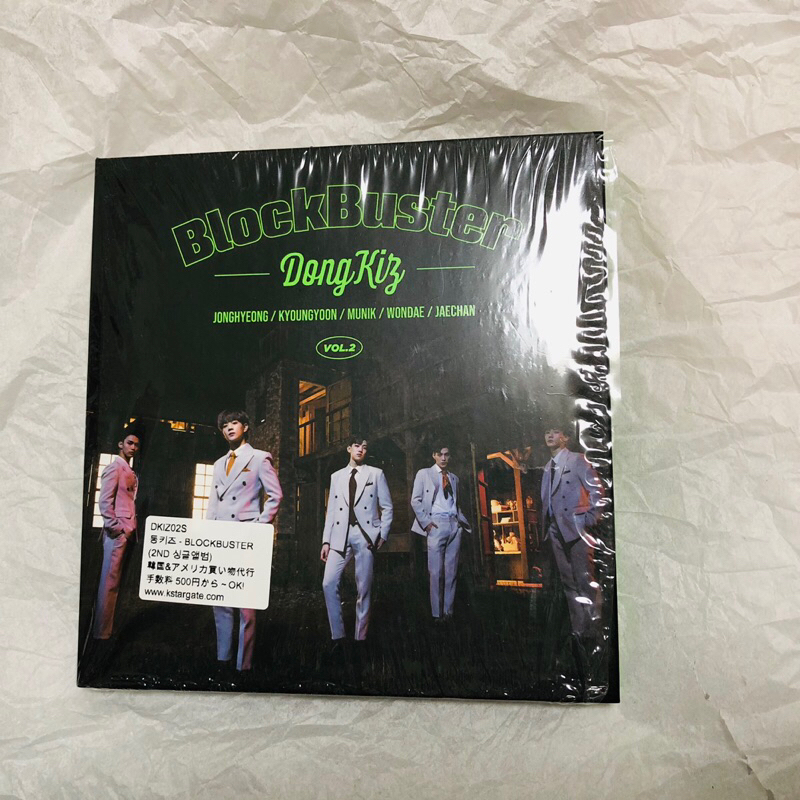 BlockBuster
DongKiz
JONGHYEONG / KYOUNGYOON / MUNIK / WONDAE / JAECHAN
VOL.2
DKIZ02S
동키즈 - BLOCKBUSTER
(2ND 싱글앨범)
韓国&アメリカ買い物代行
手数料 500円から~OK!
www.kstargate.com